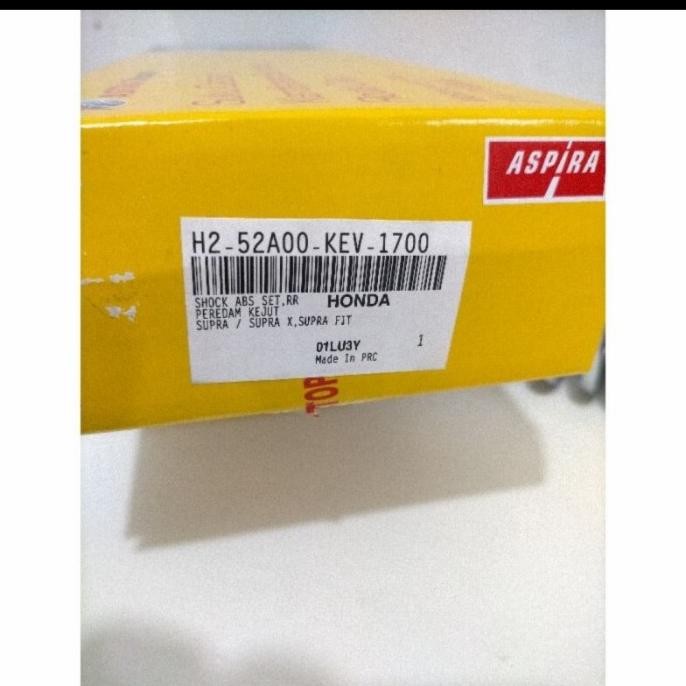 ASPIRA
H2-52A00-KEV-1700
SHOCK ABS SET,RR HONDA
PEREDAM KEJUT
SUPRA / SUPRA X,SUPRA FIT
01LU3Y 1
Made In PRC
TOP